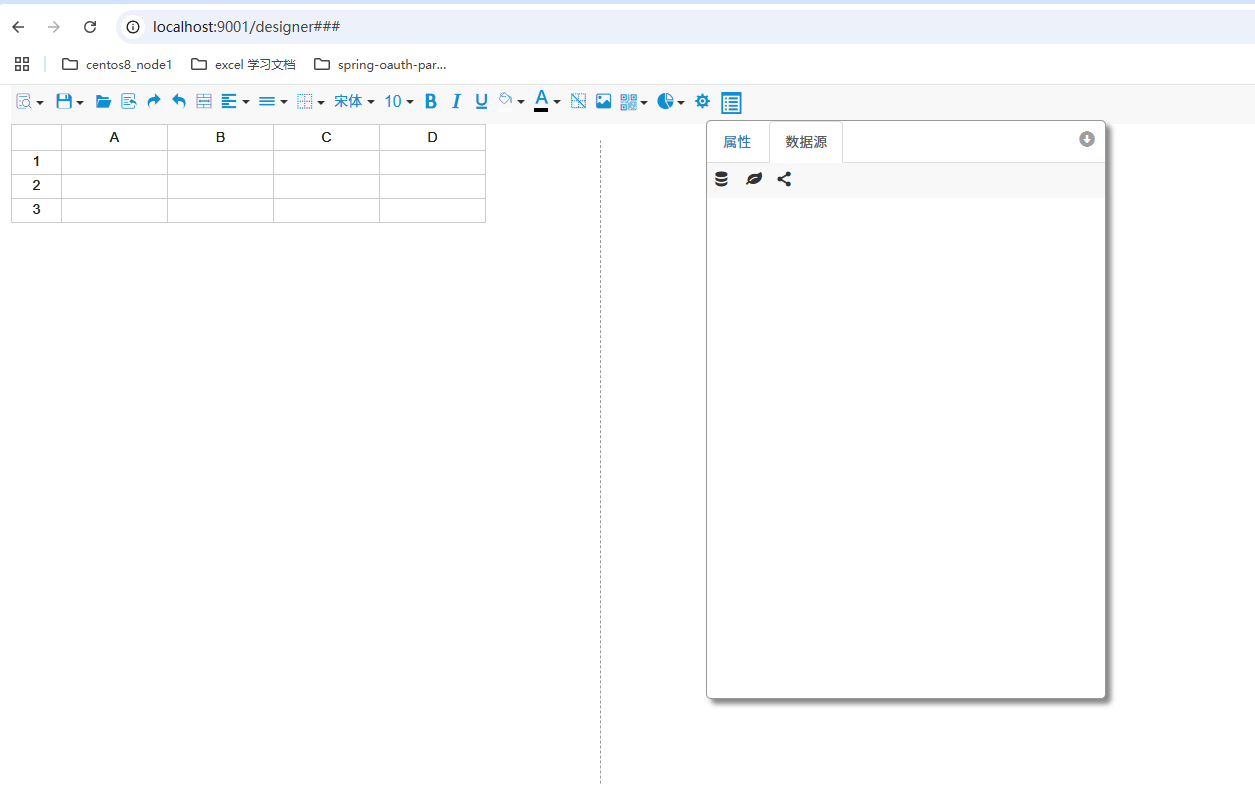 localhost:9001/designer###
centos8_node1 excel 学习文档 spring-oauth-par...
宋体 10 B I U A
属性 数据源
A B C D
1
2
3